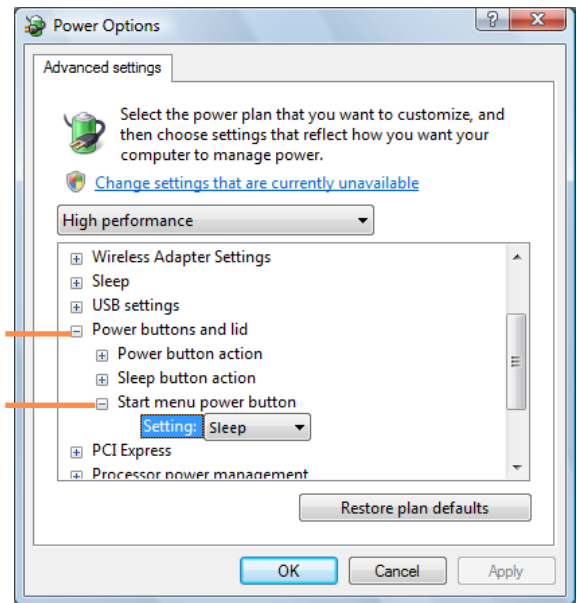 Power Options
Advanced settings
Select the power plan that you want to customize, and
then choose settings that reflect how you want your
computer to manage power.
Change settings that are currently unavailable
High performance
Wireless Adapter Settings
Sleep
USB settings
Power buttons and lid
Power button action
Sleep button action
Start menu power button
Setting: Sleep
PCI Express
Processor power management
Restore plan defaults
OK Cancel Apply